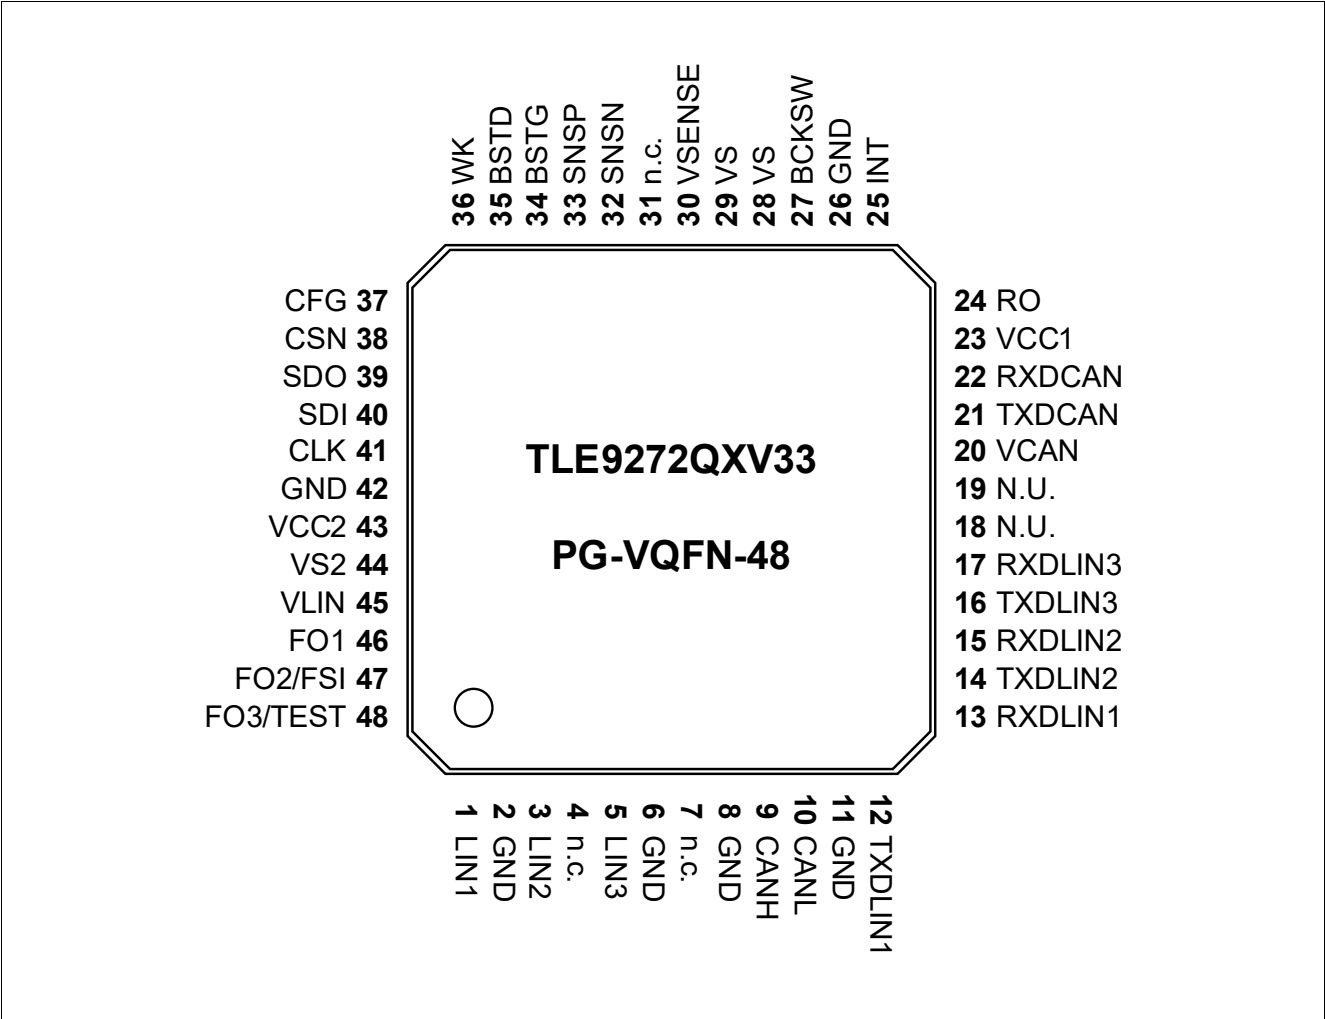 36 WK
35 BSTD
34 BSTG
33 SNSP
32 SNSN
31 n.c.
30 VSENSE
29 VS
28 VS
27 BCKSW
26 GND
25 INT
CFG 37
CSN 38
SDO 39
SDI 40
CLK 41
GND 42
VCC2 43
VS2 44
VLIN 45
FO1 46
FO2/FSI 47
FO3/TEST 48
TLE9272QXV33
PG-VQFN-48
24 RO
23 VCC1
22 RXDCAN
21 TXDCAN
20 VCAN
19 N.U.
18 N.U.
17 RXDLIN3
16 TXDLIN3
15 RXDLIN2
14 TXDLIN2
13 RXDLIN1
1 LIN1
2 GND
3 LIN2
4 n.c.
5 LIN3
6 GND
7 n.c.
8 GND
9 CANH
10 CANL
11 GND
12 TXDLIN1